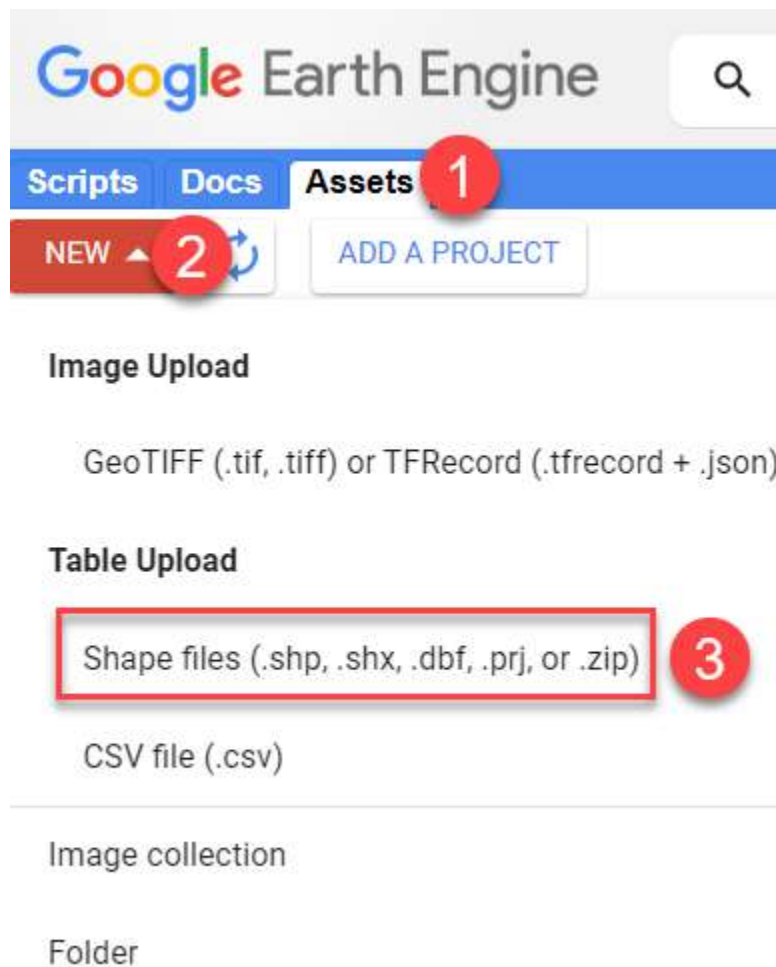 Google Earth Engine
Scripts Docs Assets 1
NEW 2 ADD A PROJECT
Image Upload
GeoTIFF (.tif, .tiff) or TFRecord (.tfrecord + .json)
Table Upload
Shape files (.shp, .shx, .dbf, .prj, or .zip) 3
CSV file (.csv)
Image collection
Folder